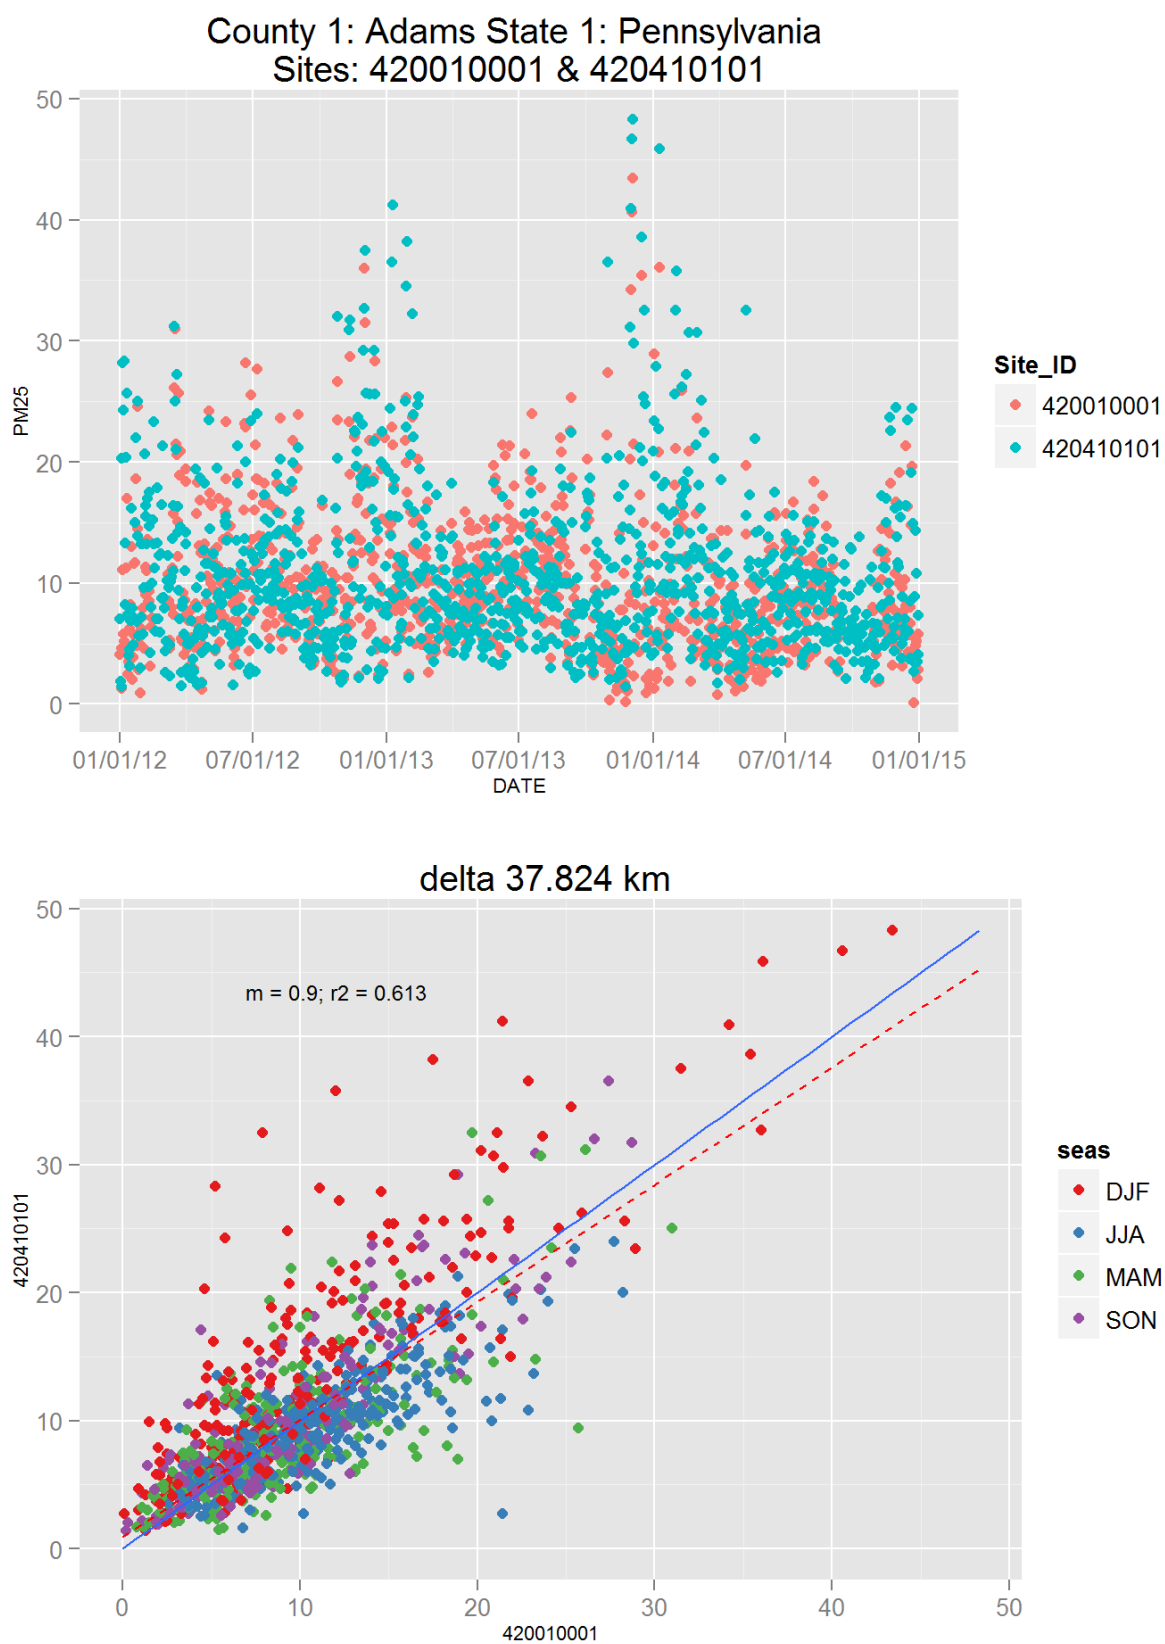 County 1: Adams State 1: Pennsylvania
Sites: 420010001 & 420410101
50
40
30
20
10
0
PM25
01/01/12 07/01/12 01/01/13 07/01/13 01/01/14 07/01/14 01/01/15
DATE
Site_ID
420010001
420410101
delta 37.824 km
50
40
30
20
10
0
420410101
m = 0.9; r2 = 0.613
0 10 20 30 40 50
420010001
seas
DJF
JJA
MAM
SON